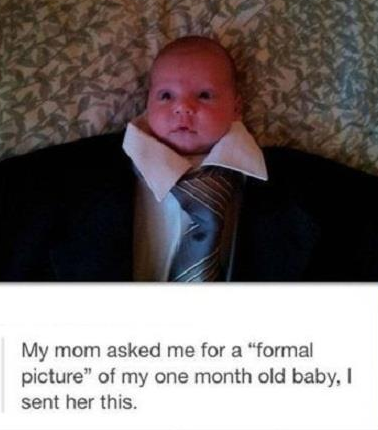 My mom asked me for a “formal
picture” of my one month old baby, I
sent her this.